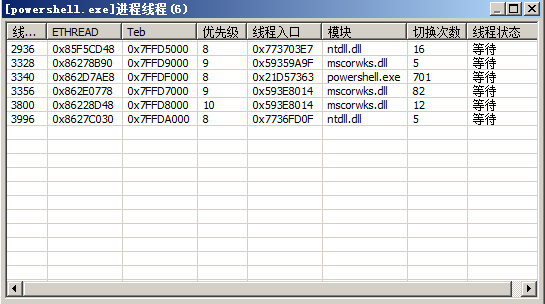 [powershell.exe]进程线程(6)
线... ETHREAD Teb 优先级 线程入口 模块 切换次数 线程状态
2936 0x85F5CD48 0x7FFD5000 8 0x773703E7 ntdll.dll 16 等待
3328 0x86278B90 0x7FFD9000 9 0x59359A9F mscorwks.dll 5 等待
3340 0x862D7AE8 0x7FFDF000 8 0x21D57363 powershell.exe 701 等待
3356 0x862E0778 0x7FFD7000 9 0x593E8014 mscorwks.dll 82 等待
3800 0x86228D48 0x7FFD8000 10 0x593E8014 mscorwks.dll 12 等待
3996 0x8627C030 0x7FFDA000 8 0x7736FD0F ntdll.dll 5 等待